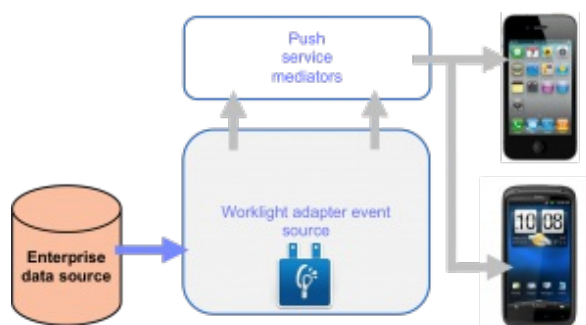 Push
service
mediators
Worklight adapter event
source
Enterprise
data source
10 08